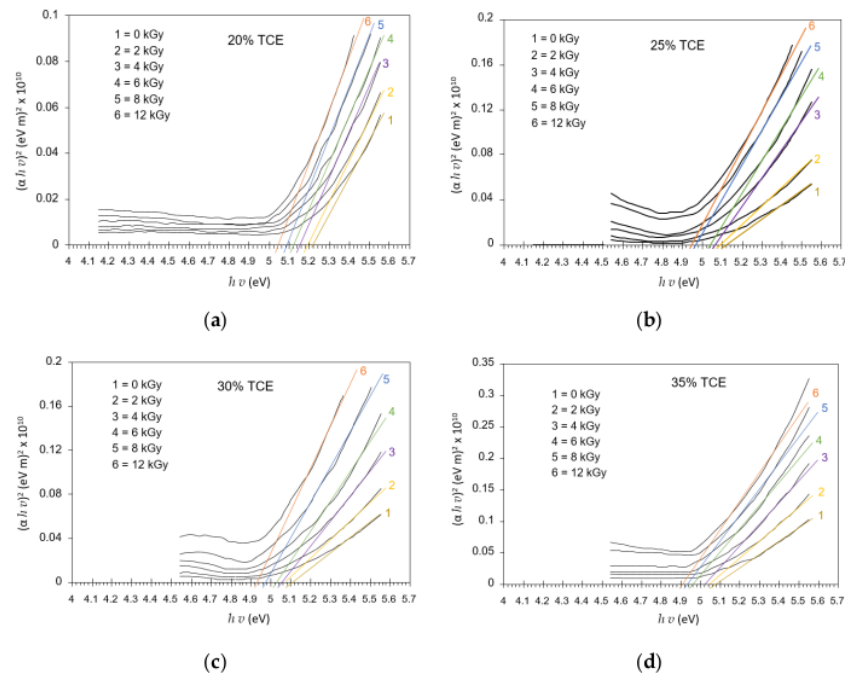 20% TCE
1 = 0 kGy
2 = 2 kGy
3 = 4 kGy
4 = 6 kGy
5 = 8 kGy
6 = 12 kGy
6
5
4
3
2
1
(α h ν)² (eV m)² x 10¹⁰
0.1
0.08
0.06
0.04
0.02
0
4 4.1 4.2 4.3 4.4 4.5 4.6 4.7 4.8 4.9 5 5.1 5.2 5.3 5.4 5.5 5.6 5.7
h ν (eV)
(a)
25% TCE
1 = 0 kGy
2 = 2 kGy
3 = 4 kGy
4 = 6 kGy
5 = 8 kGy
6 = 12 kGy
6
5
4
3
2
1
(α h ν)² (eV m)² x 10¹⁰
0.2
0.16
0.12
0.08
0.04
0
4 4.1 4.2 4.3 4.4 4.5 4.6 4.7 4.8 4.9 5 5.1 5.2 5.3 5.4 5.5 5.6 5.7
h ν (eV)
(b)
30% TCE
1 = 0 kGy
2 = 2 kGy
3 = 4 kGy
4 = 6 kGy
5 = 8 kGy
6 = 12 kGy
6
5
4
3
2
1
(α h ν)² (eV m)² x 10¹⁰
0.2
0.16
0.12
0.08
0.04
0
4 4.1 4.2 4.3 4.4 4.5 4.6 4.7 4.8 4.9 5 5.1 5.2 5.3 5.4 5.5 5.6 5.7
h ν (eV)
(c)
35% TCE
1 = 0 kGy
2 = 2 kGy
3 = 4 kGy
4 = 6 kGy
5 = 8 kGy
6 = 12 kGy
6
5
4
3
2
1
(α h ν)² (eV m)² x 10¹⁰
0.35
0.3
0.25
0.2
0.15
0.1
0.05
0
4 4.1 4.2 4.3 4.4 4.5 4.6 4.7 4.8 4.9 5 5.1 5.2 5.3 5.4 5.5 5.6 5.7
h ν (eV)
(d)